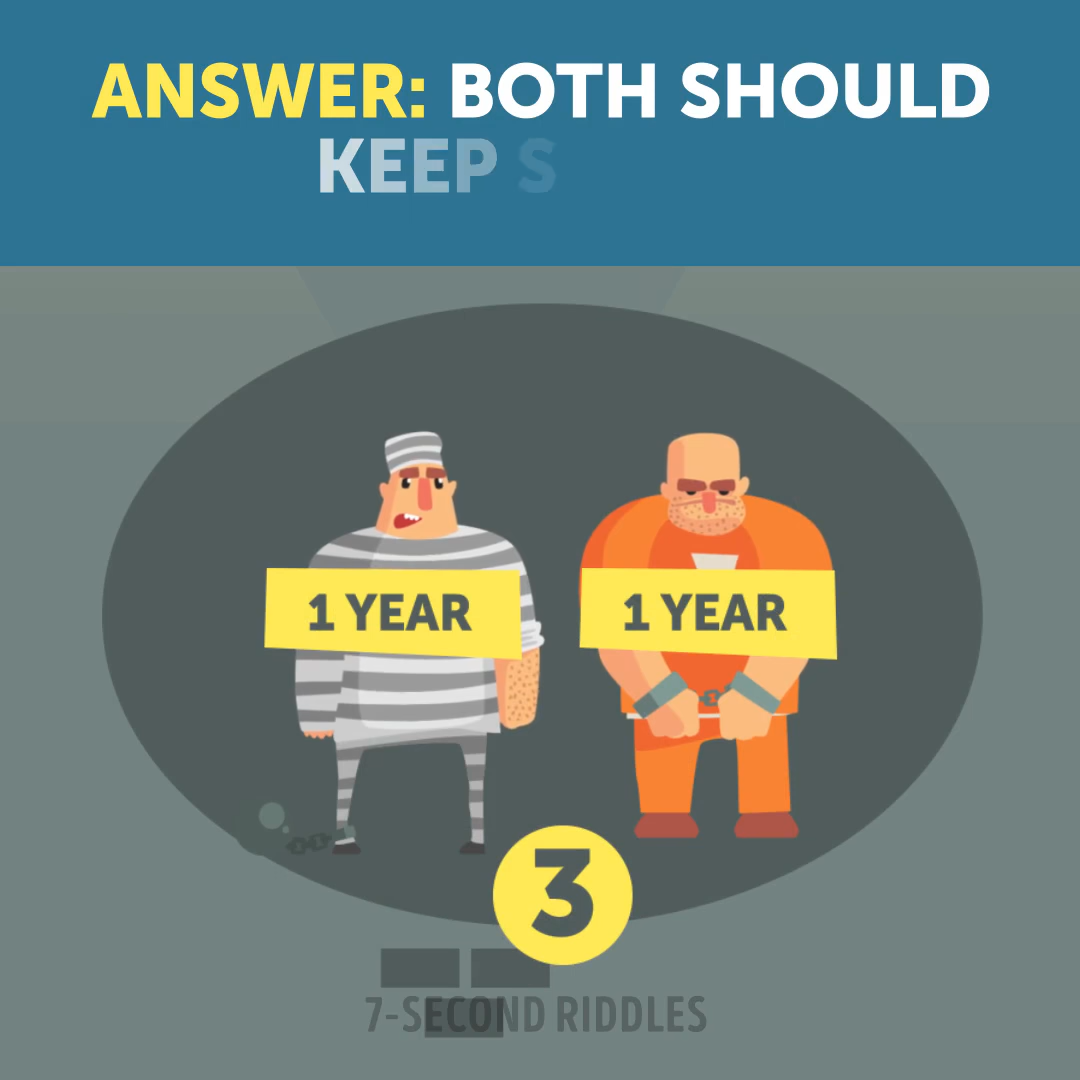 ANSWER: BOTH SHOULD
KEEP S
1 YEAR
1 YEAR
3
7-SECOND RIDDLES